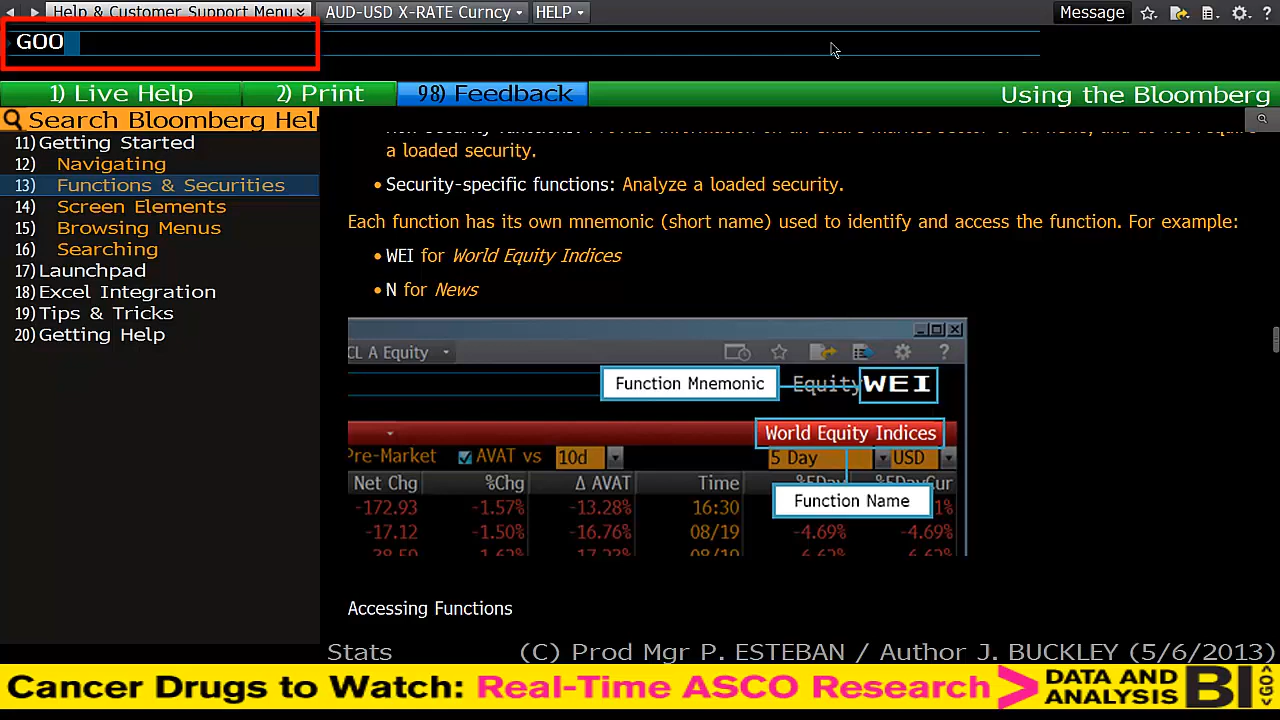 Help & Customer Support Menu AUD-USD X-RATE Curncy HELP Message
GOO
1) Live Help 2) Print 98) Feedback Using the Bloomberg
Search Bloomberg Hel
11) Getting Started
12) Navigating
13) Functions & Securities
14) Screen Elements
15) Browsing Menus
16) Searching
17) Launchpad
18) Excel Integration
19) Tips & Tricks
20) Getting Help
a loaded security.
• Security-specific functions: Analyze a loaded security.
Each function has its own mnemonic (short name) used to identify and access the function. For example:
• WEI for World Equity Indices
• N for News
CL A Equity ?
Function Mnemonic Equity WEI
World Equity Indices
Pre-Market AVAT vs 10d 5 Day USD
Net Chg %Chg Δ AVAT Time %5Day %5DayCur
Function Name
-172.93 -1.57% -13.28% 16:30 1%
-17.12 -1.50% -16.76% 08/19 -4.69% -4.69%
Accessing Functions
Stats (C) Prod Mgr P. ESTEBAN / Author J. BUCKLEY (5/6/2013)
Cancer Drugs to Watch: Real-Time ASCO Research DATA AND ANALYSIS BI <GO>